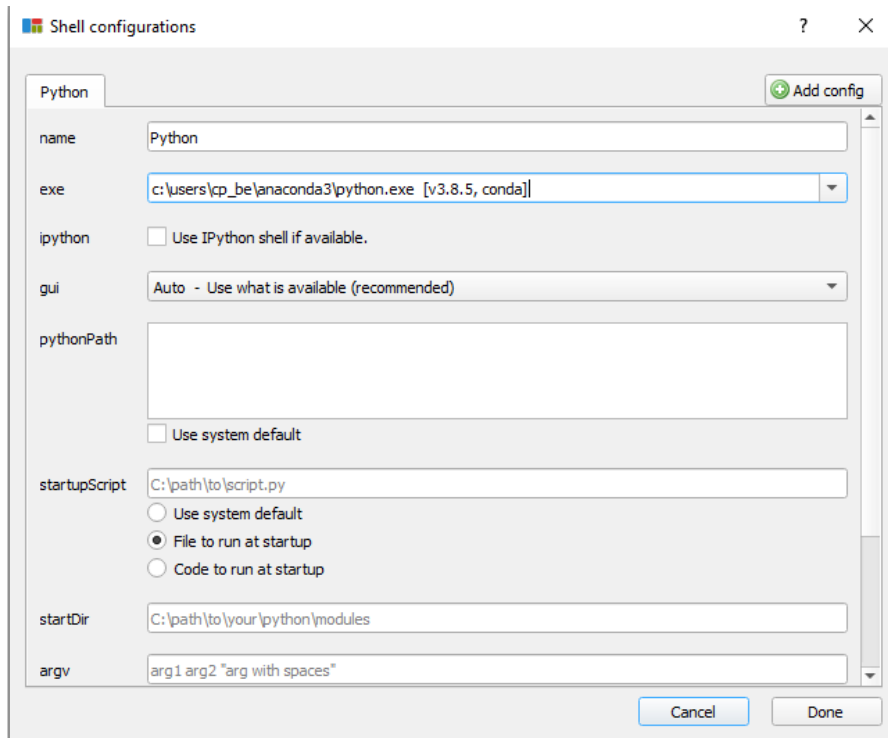 Shell configurations
?
Python
Add config
name
Python
exe
c:\users\cp_be\anaconda3\python.exe  [v3.8.5, conda]
ipython
Use IPython shell if available.
gui
Auto  -  Use what is available (recommended)
pythonPath
Use system default
startupScript
C:\path\to\script.py
Use system default
File to run at startup
Code to run at startup
startDir
C:\path\to\your\python\modules
argv
arg1 arg2 "arg with spaces"
Cancel
Done